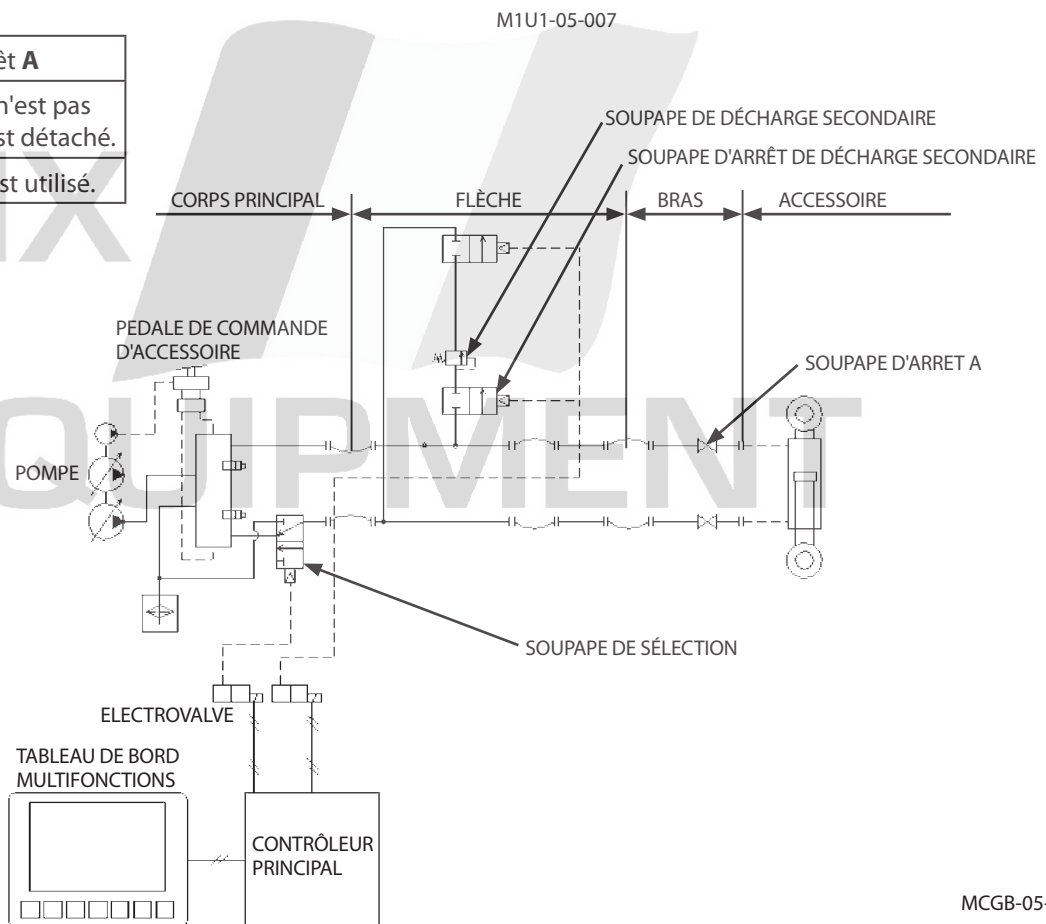 M1U1-05-007
êt A
n'est pas
st détaché.
st utilisé.
SOUPAPE DE DÉCHARGE SECONDAIRE
SOUPAPE D'ARRÊT DE DÉCHARGE SECONDAIRE
CORPS PRINCIPAL
FLÈCHE
BRAS
ACCESSOIRE
PEDALE DE COMMANDE
D'ACCESSOIRE
SOUPAPE D'ARRET A
POMPE
QUIPMENT
SOUPAPE DE SÉLECTION
ELECTROVALVE
TABLEAU DE BORD
MULTIFONCTIONS
CONTRÔLEUR
PRINCIPAL
MCGB-05-